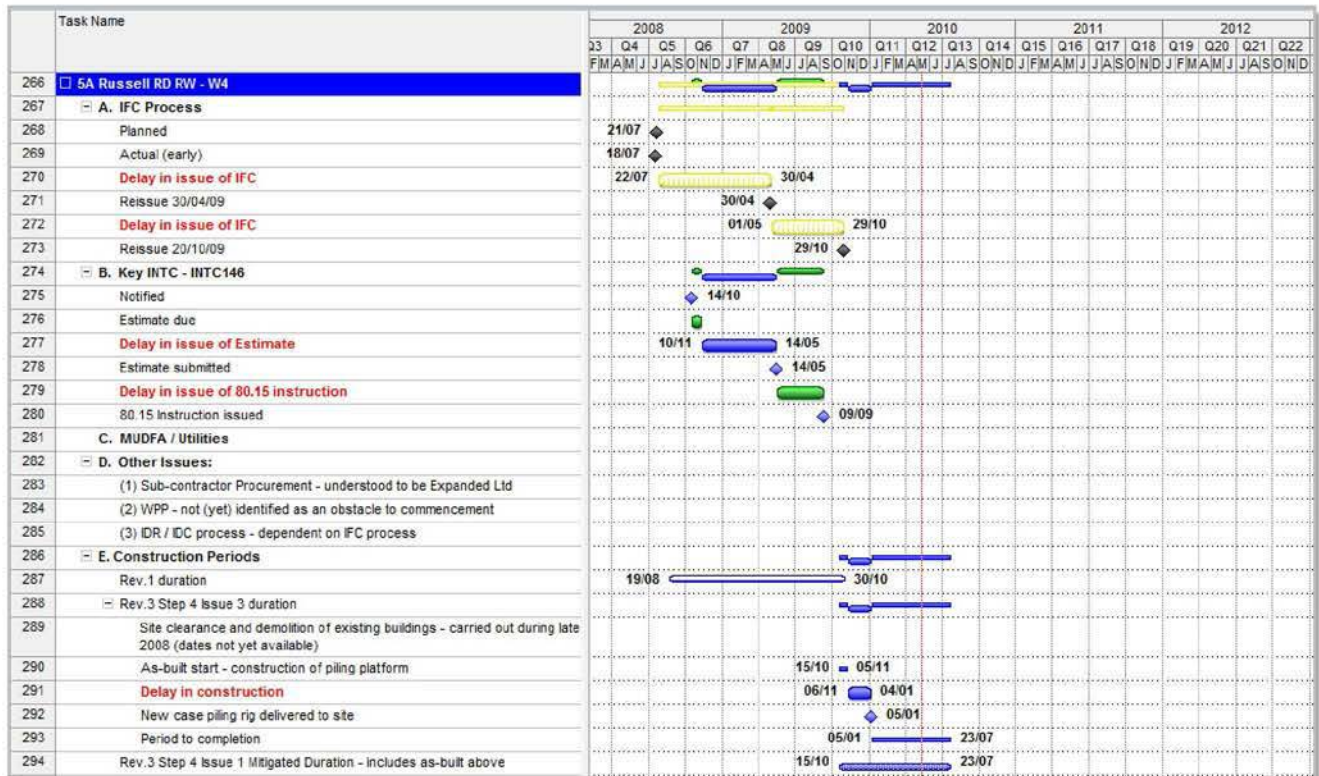 Task Name
2008 2009 2010 2011 2012
Q3 Q4 Q5 Q6 Q7 Q8 Q9 Q10 Q11 Q12 Q13 Q14 Q15 Q16 Q17 Q18 Q19 Q20 Q21 Q22
F M A M J J A S O N D J F M A M J J A S O N D J F M A M J J A S O N D J F M A M J J A S O N D J F M A M J J A S O N D
266 5A Russell RD RW - W4
267 A. IFC Process
268 Planned 21/07
269 Actual (early) 18/07
270 Delay in issue of IFC 22/07 30/04
271 Reissue 30/04/09 30/04
272 Delay in issue of IFC 01/05 29/10
273 Reissue 20/10/09 29/10
274 B. Key INTC - INTC146
275 Notified 14/10
276 Estimate due
277 Delay in issue of Estimate 10/11 14/05
278 Estimate submitted 14/05
279 Delay in issue of 80.15 instruction
280 80.15 Instruction issued 09/09
281 C. MUDFA / Utilities
282 D. Other Issues:
283 (1) Sub-contractor Procurement - understood to be Expanded Ltd
284 (2) WPP - not (yet) identified as an obstacle to commencement
285 (3) IDR / IDC process - dependent on IFC process
286 E. Construction Periods
287 Rev.1 duration 19/08 30/10
288 Rev.3 Step 4 Issue 3 duration
289 Site clearance and demolition of existing buildings - carried out during late
2008 (dates not yet available)
290 As-built start - construction of piling platform 15/10 05/11
291 Delay in construction 06/11 04/01
292 New case piling rig delivered to site 05/01
293 Period to completion 05/01 23/07
294 Rev.3 Step 4 Issue 1 Mitigated Duration - includes as-built above 15/10 23/07